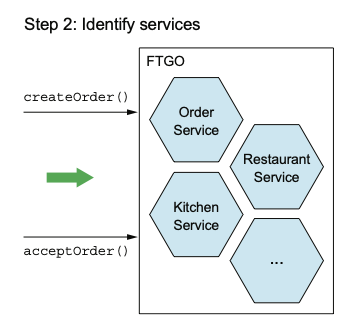 Step 2: Identify services
FTGO
createOrder()
Order
Service
Restaurant
Service
Kitchen
Service
acceptOrder()
...